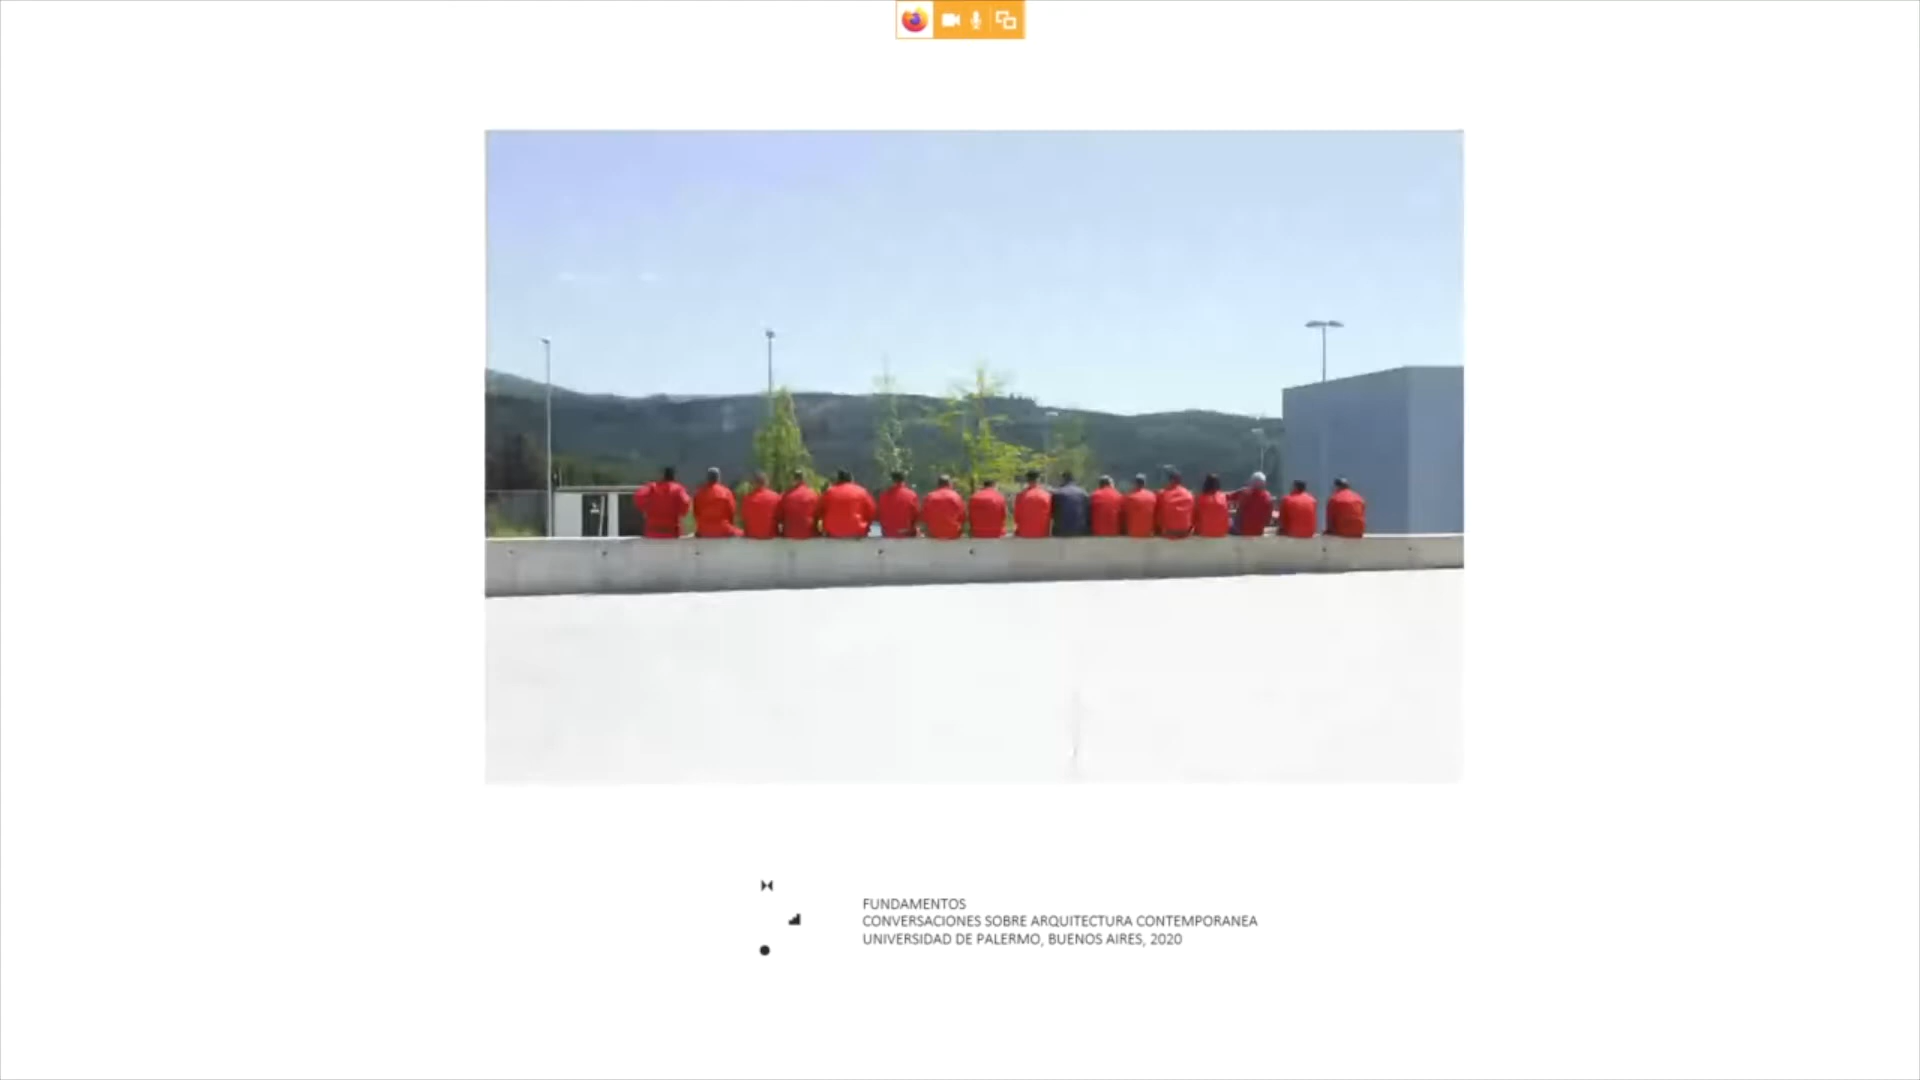 FUNDAMENTOS
CONVERSACIONES SOBRE ARQUITECTURA CONTEMPORANEA
UNIVERSIDAD DE PALERMO, BUENOS AIRES, 2020